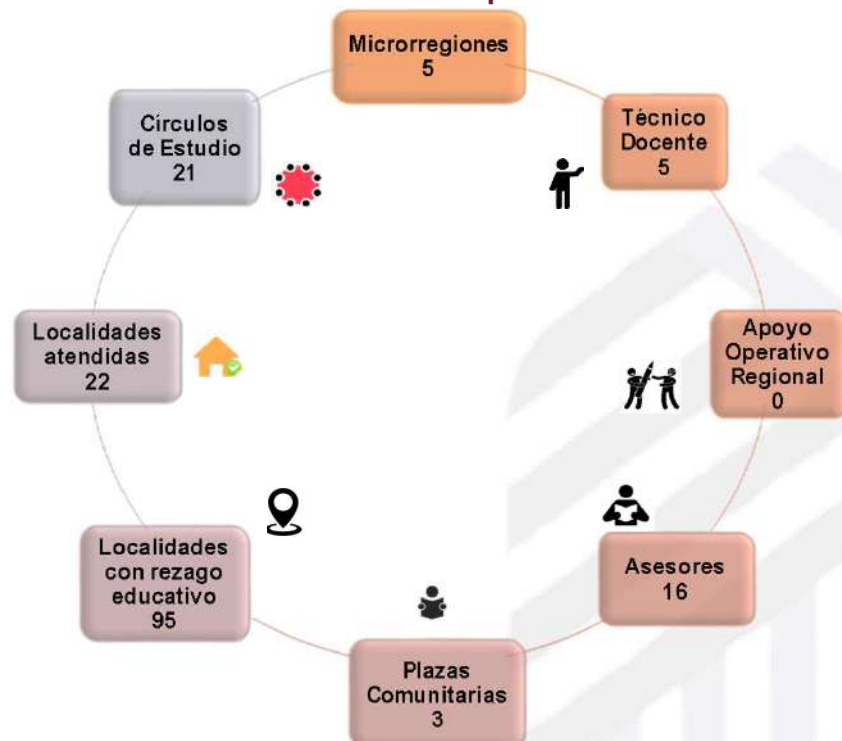 Microrregiones
5
Técnico
Docente
5
Apoyo
Operativo
Regional
0
Asesores
16
Plazas
Comunitarias
3
Localidades
con rezago
educativo
95
Localidades
atendidas
22
Círculos
de Estudio
21